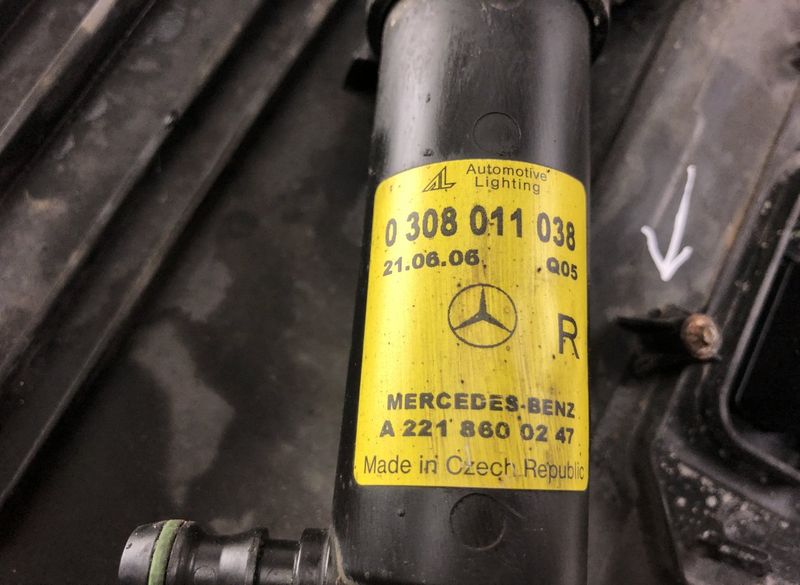 AL Automotive
Lighting
0 308 011 038
21.06.06 Q05
R
MERCEDES-BENZ
A 221 860 02 47
Made in Czech Republic